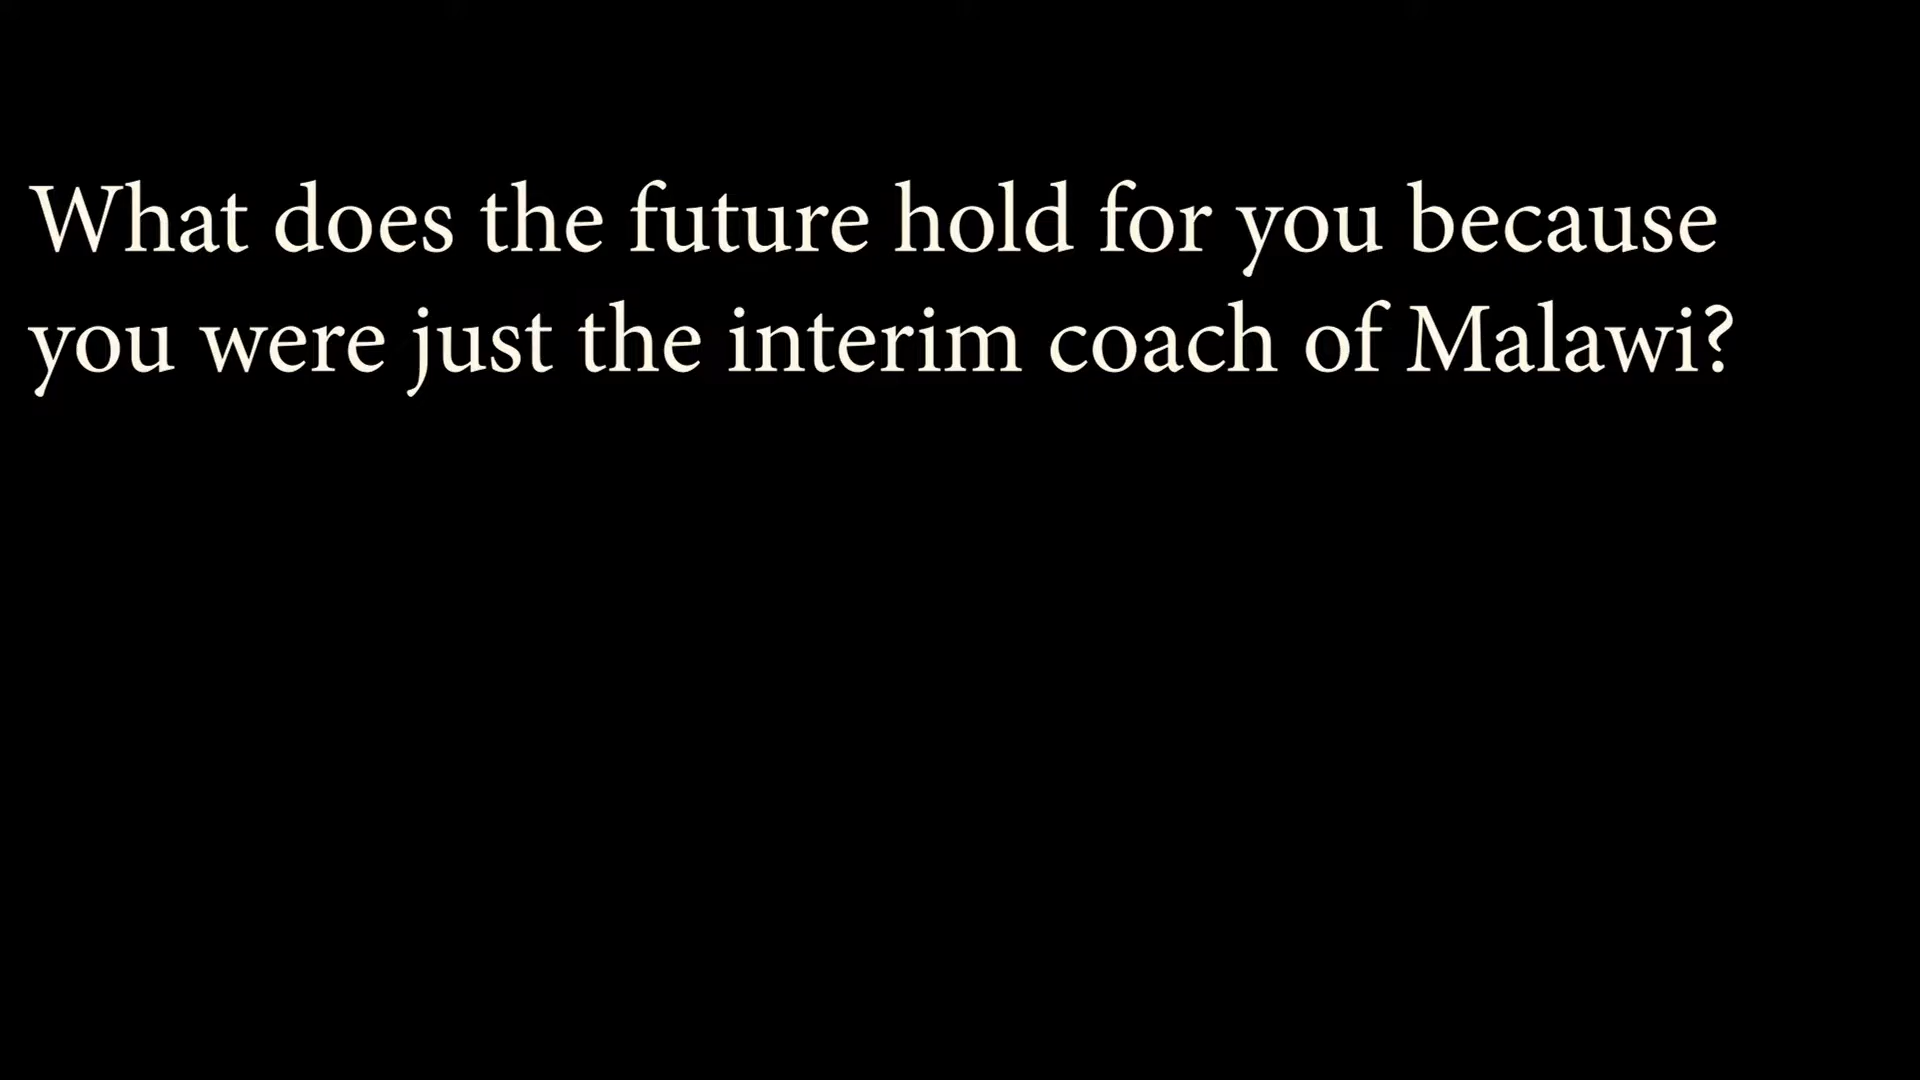 What does the future hold for you because
you were just the interim coach of Malawi?